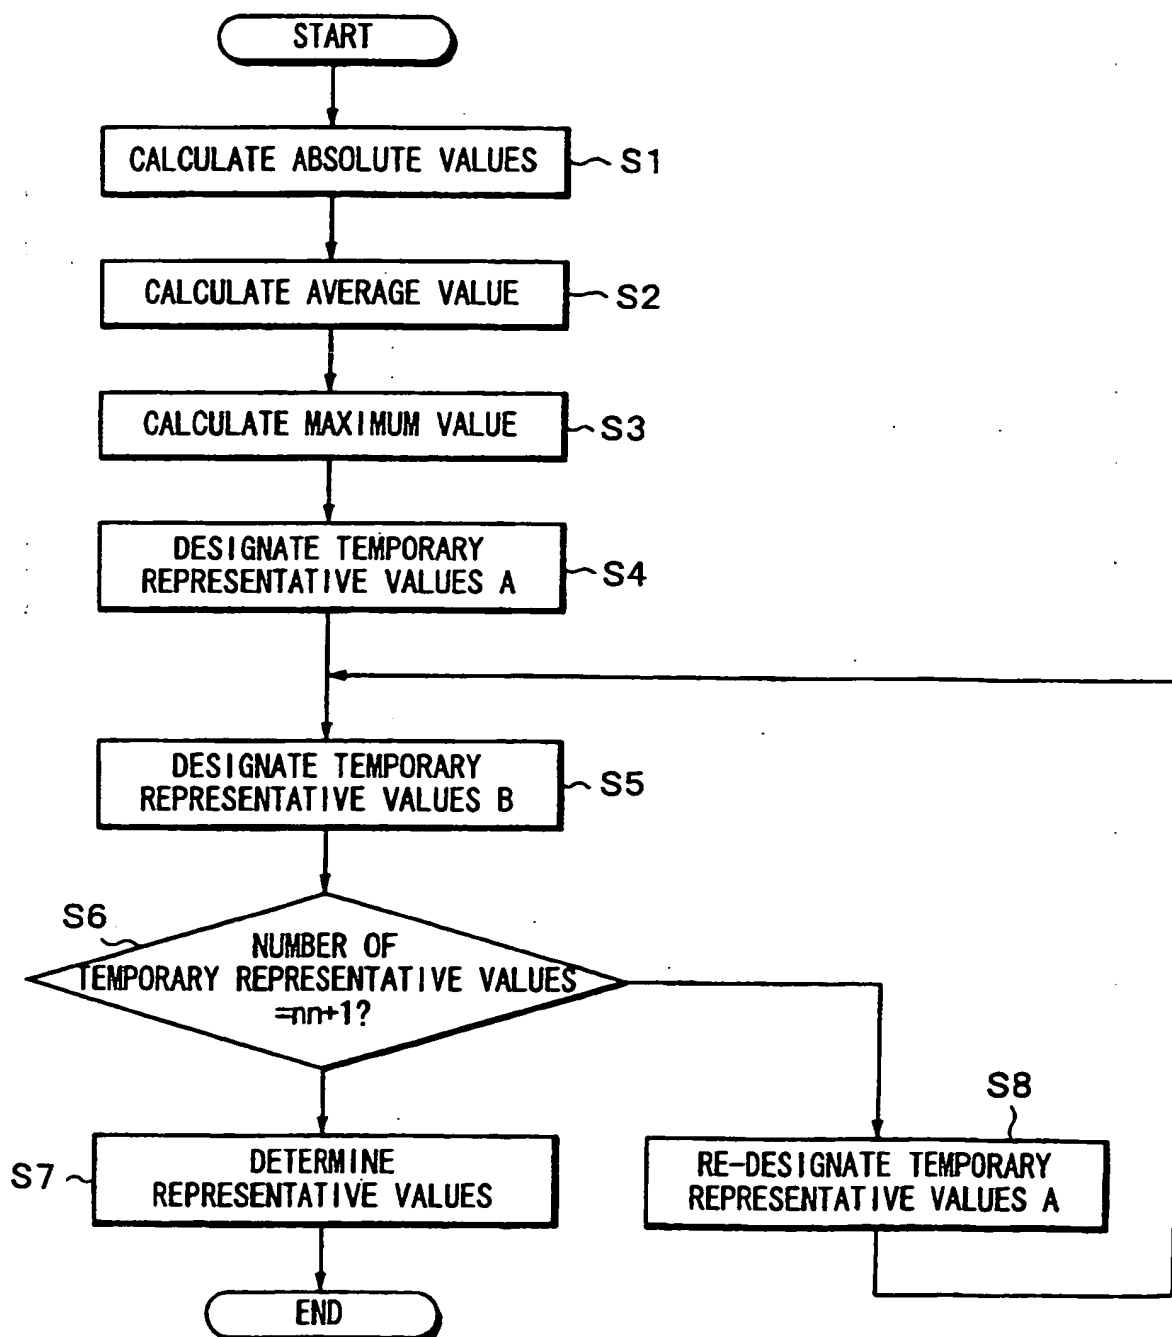 START
CALCULATE ABSOLUTE VALUES
S1
CALCULATE AVERAGE VALUE
S2
CALCULATE MAXIMUM VALUE
S3
DESIGNATE TEMPORARY
REPRESENTATIVE VALUES A
S4
DESIGNATE TEMPORARY
REPRESENTATIVE VALUES B
S5
S6
NUMBER OF
TEMPORARY REPRESENTATIVE VALUES
=nn+1?
S7
DETERMINE
REPRESENTATIVE VALUES
S8
RE-DESIGNATE TEMPORARY
REPRESENTATIVE VALUES A
END